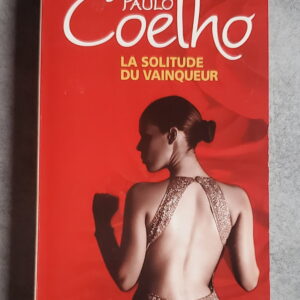 PAULO
Coelho
LA SOLITUDE
DU VAINQUEUR